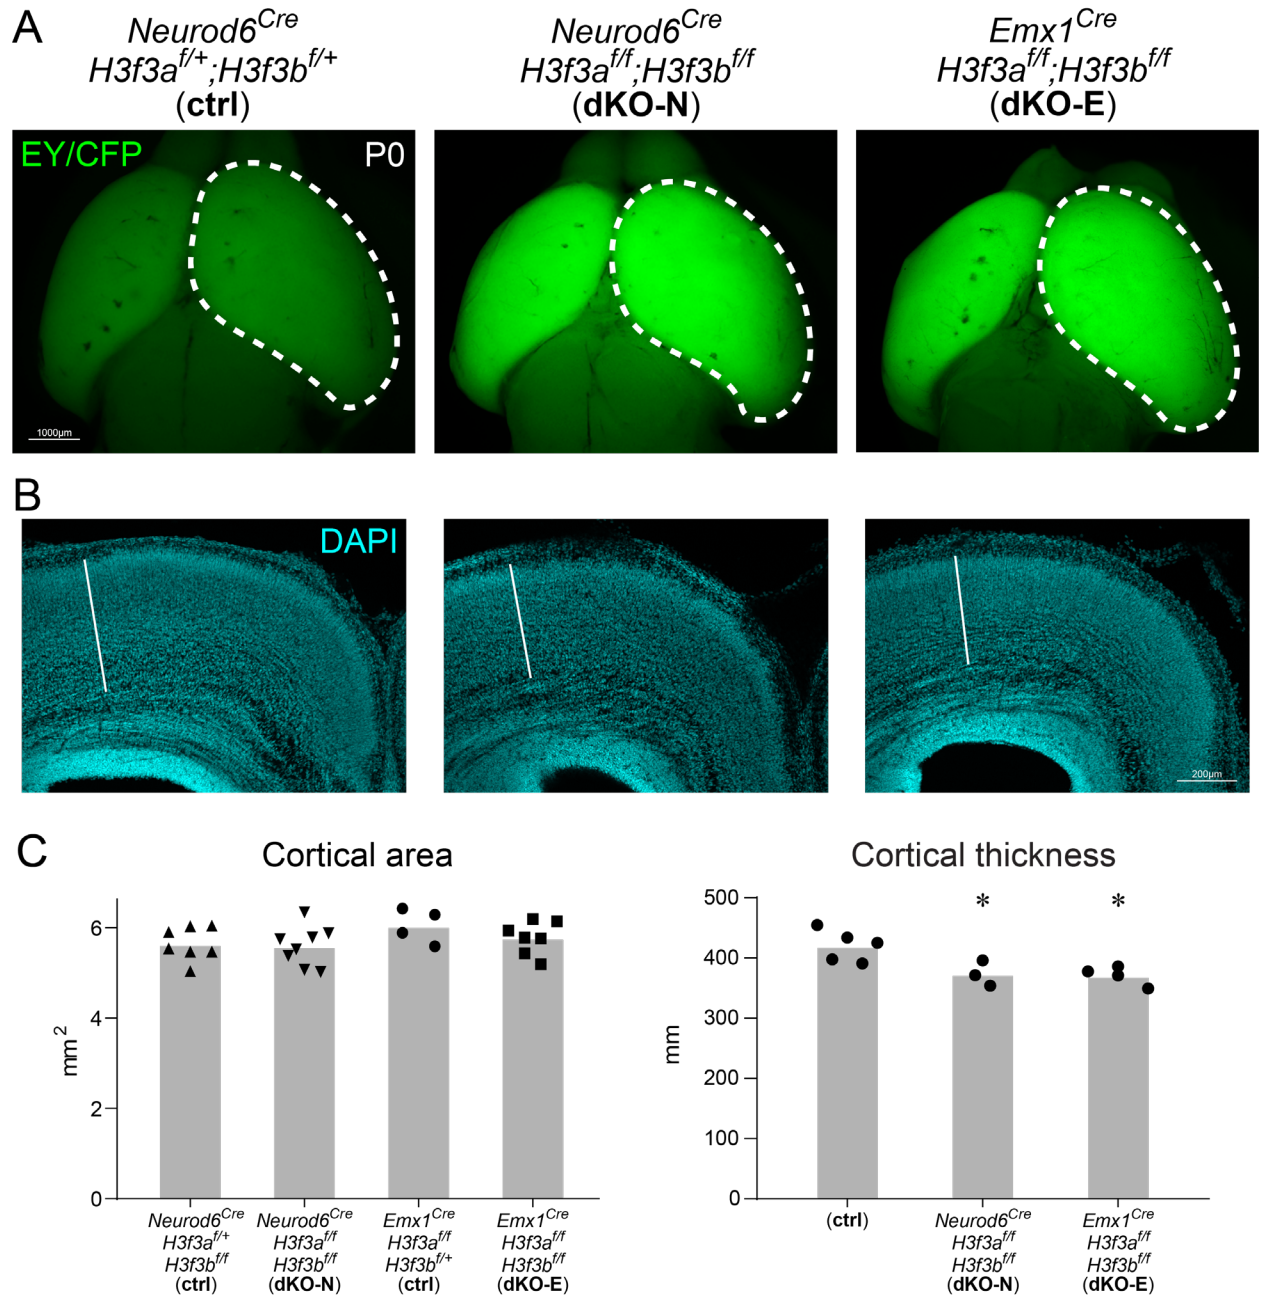 A
Neurod6Cre
H3f3af/+;H3f3bf/+
(ctrl)
Neurod6Cre
H3f3af/f;H3f3bf/f
(dKO-N)
Emx1Cre
H3f3af/f;H3f3bf/f
(dKO-E)
EY/CFP
P0
1000µm
B
DAPI
200µm
C
Cortical area
mm2
6
4
2
0
Neurod6Cre
H3f3af/+
H3f3bf/f
(ctrl)
Neurod6Cre
H3f3af/f
H3f3bf/f
(dKO-N)
Emx1Cre
H3f3af/f
H3f3bf/+
(ctrl)
Emx1Cre
H3f3af/f
H3f3bf/f
(dKO-E)
Cortical thickness
mm
500
400
300
200
100
0
*
*
(ctrl)
Neurod6Cre
H3f3af/f
H3f3bf/f
(dKO-N)
Emx1Cre
H3f3af/f
H3f3bf/f
(dKO-E)